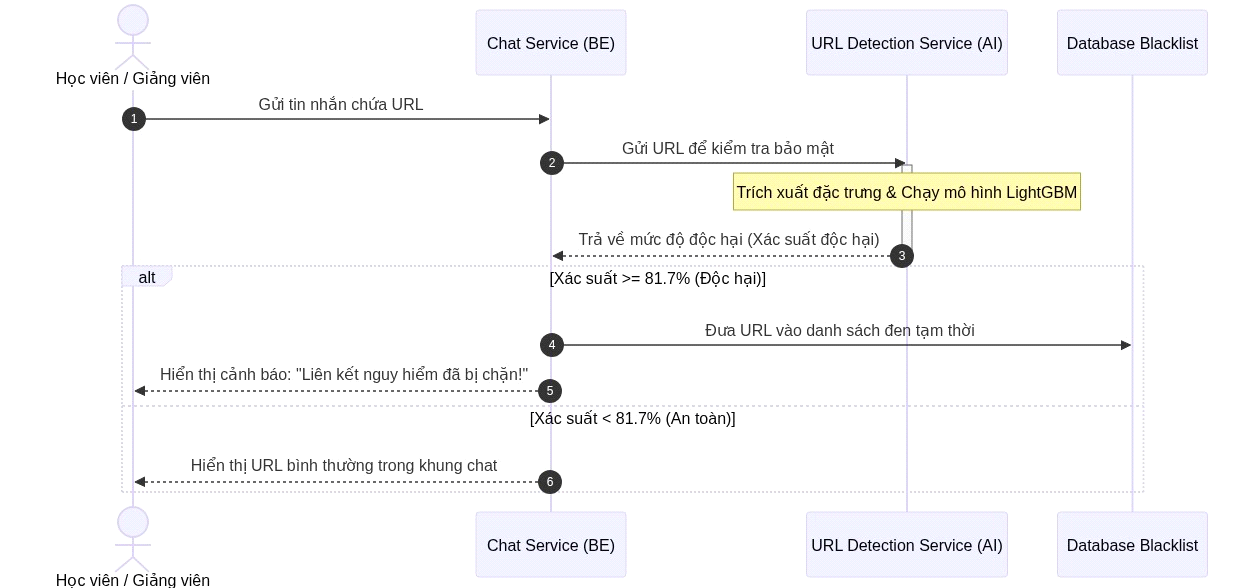 Học viên / Giảng viên
Chat Service (BE)
URL Detection Service (AI)
Database Blacklist
1
Gửi tin nhắn chứa URL
2
Gửi URL để kiểm tra bảo mật
Trích xuất đặc trưng & Chạy mô hình LightGBM
Trả về mức độ độc hại (Xác suất độc hại)
3
alt
[Xác suất >= 81.7% (Độc hại)]
4
Đưa URL vào danh sách đen tạm thời
Hiển thị cảnh báo: "Liên kết nguy hiểm đã bị chặn!"
5
[Xác suất < 81.7% (An toàn)]
Hiển thị URL bình thường trong khung chat
6
Học viên / Giảng viên
Chat Service (BE)
URL Detection Service (AI)
Database Blacklist